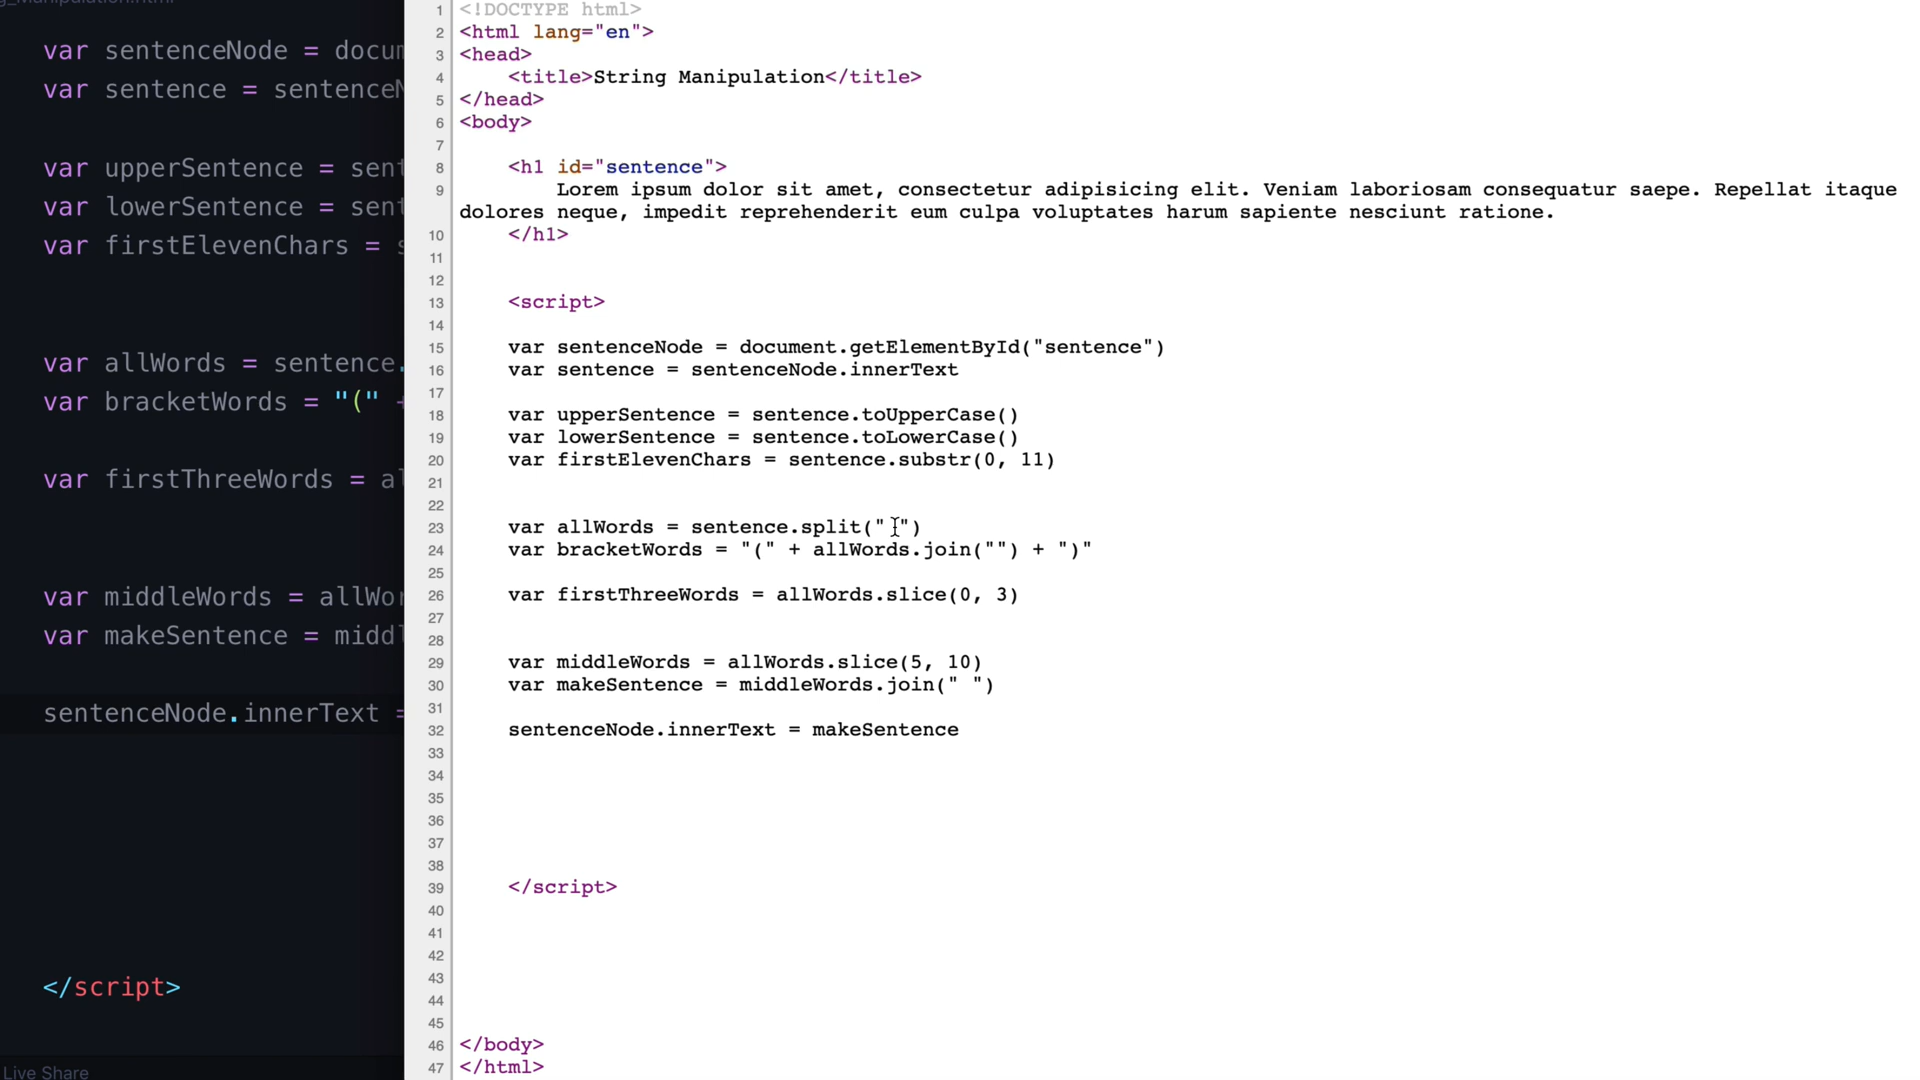 g_Manipulation.html
var sentenceNode = docum
var sentence = sentenceN
var upperSentence = sent
var lowerSentence = sent
var firstElevenChars = s
var allWords = sentence.
var bracketWords = "(" +
var firstThreeWords = al
var middleWords = allWor
var makeSentence = middl
sentenceNode.innerText =
</script>
Live Share
1 <!DOCTYPE html>
2 <html lang="en">
3 <head>
4 <title>String Manipulation</title>
5 </head>
6 <body>
7
8 <h1 id="sentence">
9 Lorem ipsum dolor sit amet, consectetur adipisicing elit. Veniam laboriosam consequatur saepe. Repellat itaque
dolores neque, impedit reprehenderit eum culpa voluptates harum sapiente nesciunt ratione.
10 </h1>
11
12
13 <script>
14
15 var sentenceNode = document.getElementById("sentence")
16 var sentence = sentenceNode.innerText
17
18 var upperSentence = sentence.toUpperCase()
19 var lowerSentence = sentence.toLowerCase()
20 var firstElevenChars = sentence.substr(0, 11)
21
22
23 var allWords = sentence.split(" ")
24 var bracketWords = "(" + allWords.join("") + ")"
25
26 var firstThreeWords = allWords.slice(0, 3)
27
28
29 var middleWords = allWords.slice(5, 10)
30 var makeSentence = middleWords.join(" ")
31
32 sentenceNode.innerText = makeSentence
33
34
35
36
37
38
39 </script>
40
41
42
43
44
45
46 </body>
47 </html>